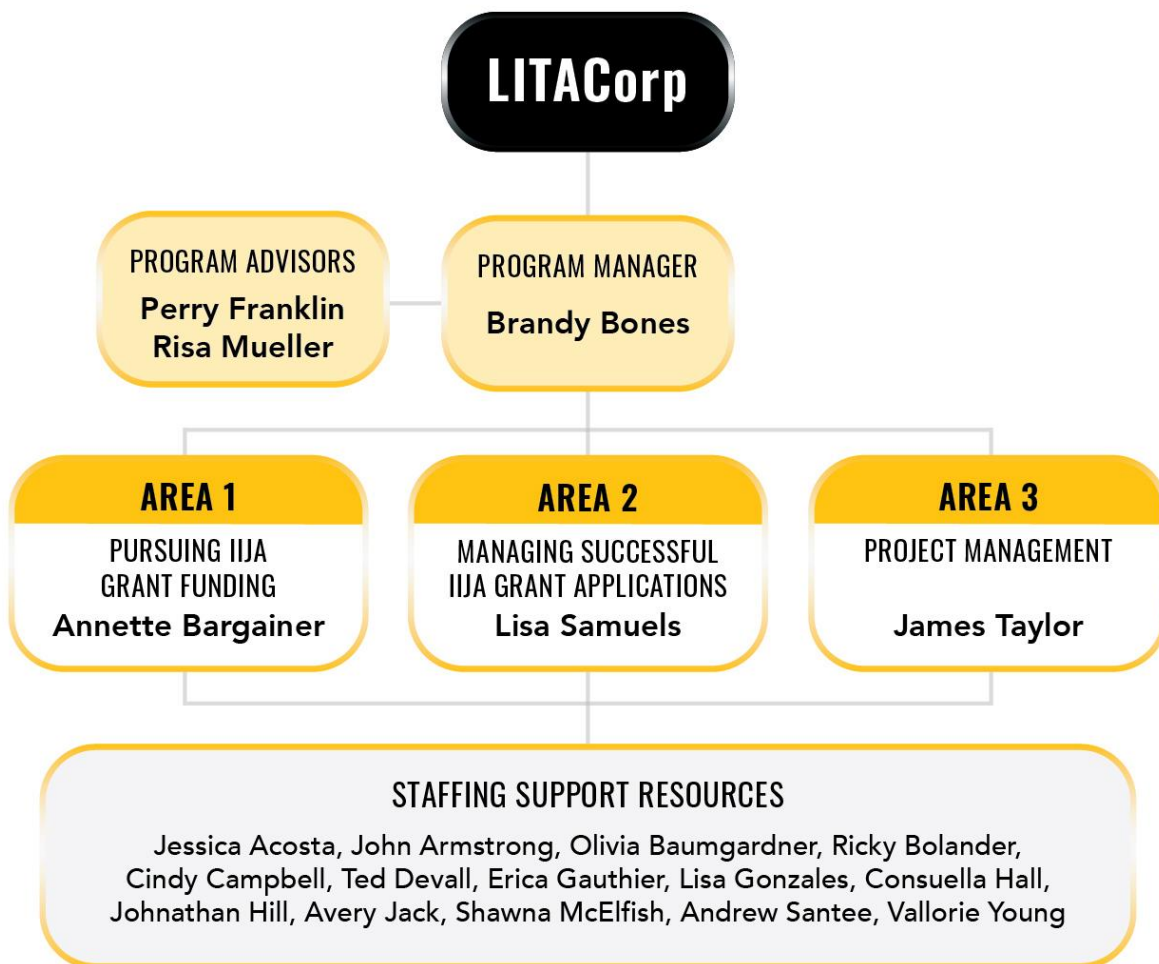 LITACorp
PROGRAM ADVISORS
Perry Franklin
Risa Mueller
PROGRAM MANAGER
Brandy Bones
AREA 1
PURSUING IIJA
GRANT FUNDING
Annette Bargainer
AREA 2
MANAGING SUCCESSFUL
IIJA GRANT APPLICATIONS
Lisa Samuels
AREA 3
PROJECT MANAGEMENT
James Taylor
STAFFING SUPPORT RESOURCES
Jessica Acosta, John Armstrong, Olivia Baumgardner, Ricky Bolander,
Cindy Campbell, Ted Devall, Erica Gauthier, Lisa Gonzales, Consuella Hall,
Johnathan Hill, Avery Jack, Shawna McElfish, Andrew Santee, Vallorie Young